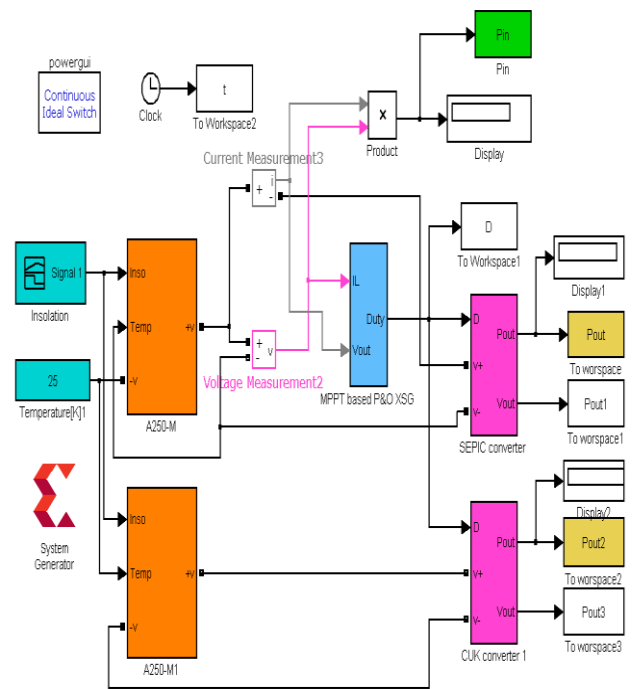 powergui
Continuous
Ideal Switch
Clock
t
To Workspace2
x
Product
Pin
Pin
Display
Current Measurement3
+
i
-
Signal 1
Insolation
Inso
Temp
-v
+v
A250-M
25
Temperature[K]1
+
-
v
Voltage Measurement2
IL
Vout
Duty
MPPT based P&O XSG
D
To Workspace1
Display1
D
v+
v-
Pout
Vout
SEPIC converter
Pout
To worspace
Pout1
To worspace1
System
Generator
Inso
Temp
-v
+v
A250-M1
D
v+
v-
Pout
Vout
CUK converter 1
Display2
Pout2
To worspace2
Pout3
To worspace3